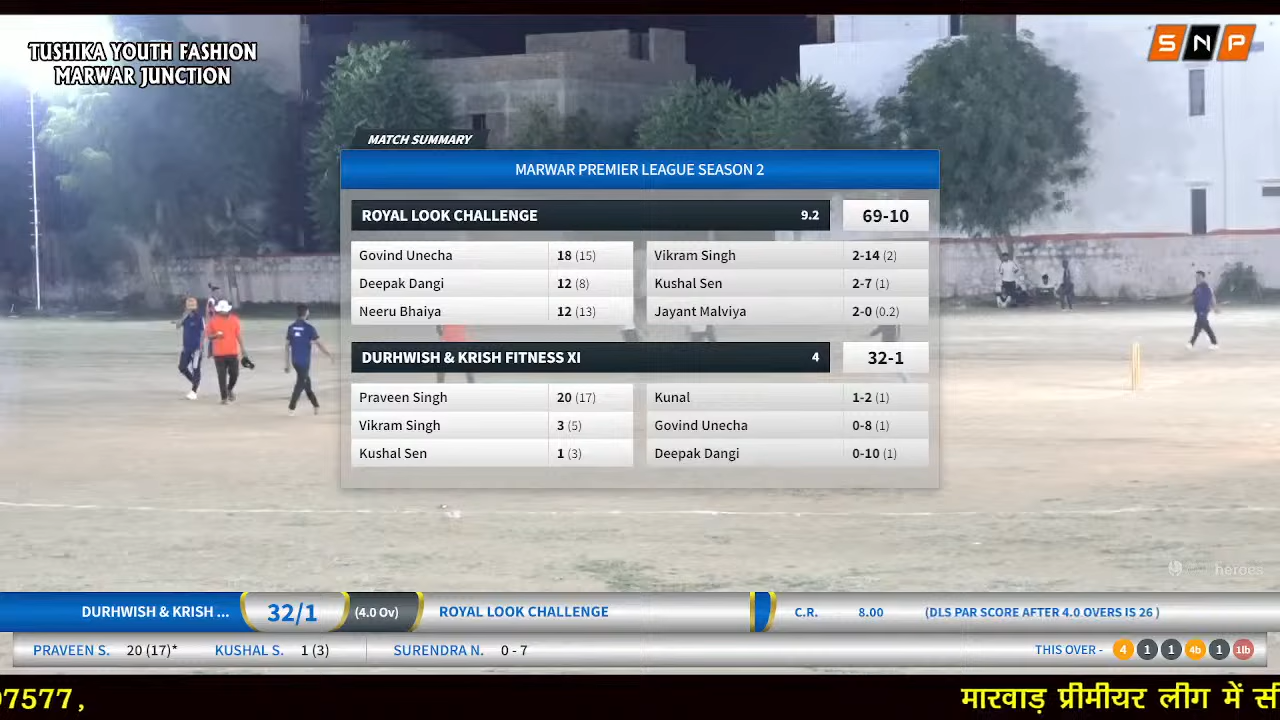 TUSHIKA YOUTH FASHION
MARWAR JUNCTION
SNP
MATCH SUMMARY
MARWAR PREMIER LEAGUE SEASON 2
ROYAL LOOK CHALLENGE 9.2 69-10
Govind Unecha 18 (15) Vikram Singh 2-14 (2)
Deepak Dangi 12 (8) Kushal Sen 2-7 (1)
Neeru Bhaiya 12 (13) Jayant Malviya 2-0 (0.2)
DURHWISH & KRISH FITNESS XI 4 32-1
Praveen Singh 20 (17) Kunal 1-2 (1)
Vikram Singh 3 (5) Govind Unecha 0-8 (1)
Kushal Sen 1 (3) Deepak Dangi 0-10 (1)
heroes
DURHWISH & KRISH ... 32/1 (4.0 Ov) ROYAL LOOK CHALLENGE C.R. 8.00 (DLS PAR SCORE AFTER 4.0 OVERS IS 26 )
PRAVEEN S. 20 (17)* KUSHAL S. 1 (3) SURENDRA N. 0 - 7 THIS OVER - 4 1 1 4b 1 1lb
7577, मारवाड़ प्रीमीयर लीग में